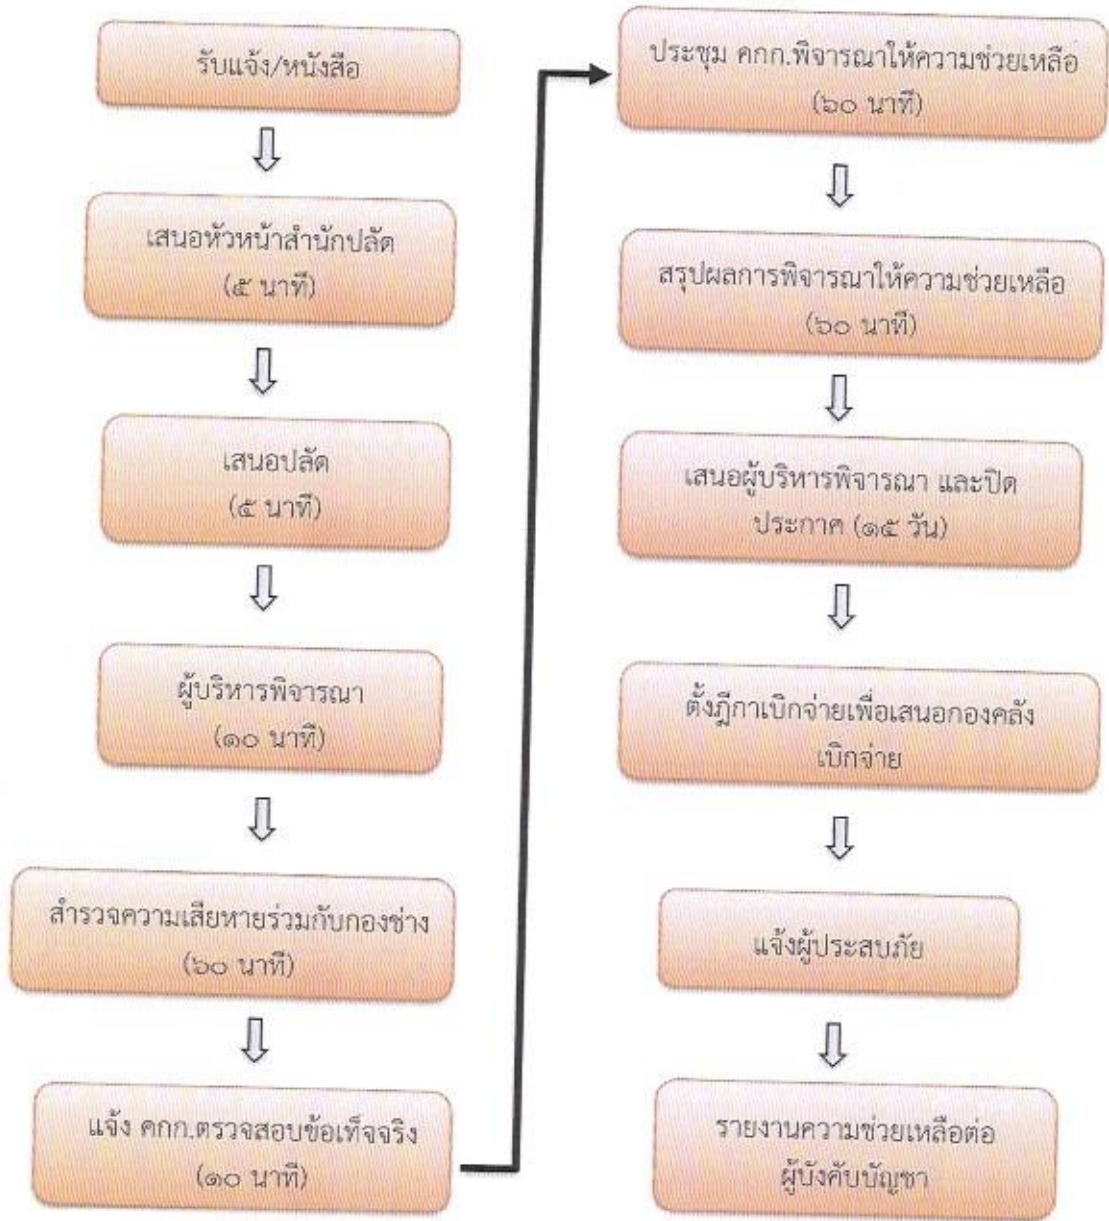 รับแจ้ง/หนังสือ
เสนอหัวหน้าสำนักปลัด
(๕ นาที)
เสนอปลัด
(๕ นาที)
ผู้บริหารพิจารณา
(๑๐ นาที)
สำรวจความเสียหายร่วมกับกองช่าง
(๖๐ นาที)
แจ้ง คกก.ตรวจสอบข้อเท็จจริง
(๑๐ นาที)
ประชุม คกก.พิจารณาให้ความช่วยเหลือ
(๖๐ นาที)
สรุปผลการพิจารณาให้ความช่วยเหลือ
(๖๐ นาที)
เสนอผู้บริหารพิจารณา และปิด
ประกาศ (๑๕ วัน)
ตั้งฎีกาเบิกจ่ายเพื่อเสนอกองคลัง
เบิกจ่าย
แจ้งผู้ประสบภัย
รายงานความช่วยเหลือต่อ
ผู้บังคับบัญชา